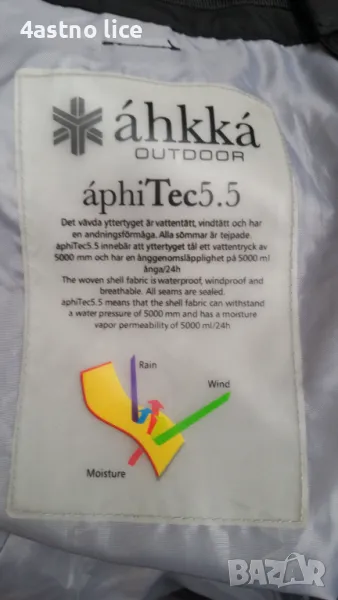 4astno lice
áhkká
OUTDOOR
áphiTec5.5
Det vävda yttertyget är vattentätt, vindtätt och har
en andningsförmåga. Alla sömmar är tejpade.
áphiTec5.5 innebär att yttertyget tål ett vattentryck av
5000 mm och har en ånggenomsläpplighet på 5000 ml
ånga/24h
The woven shell fabric is waterproof, windproof and
breathable. All seams are sealed.
áphiTec5.5 means that the shell fabric can withstand
a water pressure of 5000 mm and has a moisture
vapor permeability of 5000 ml/24h.
Rain
Wind
Moisture
BAZAR